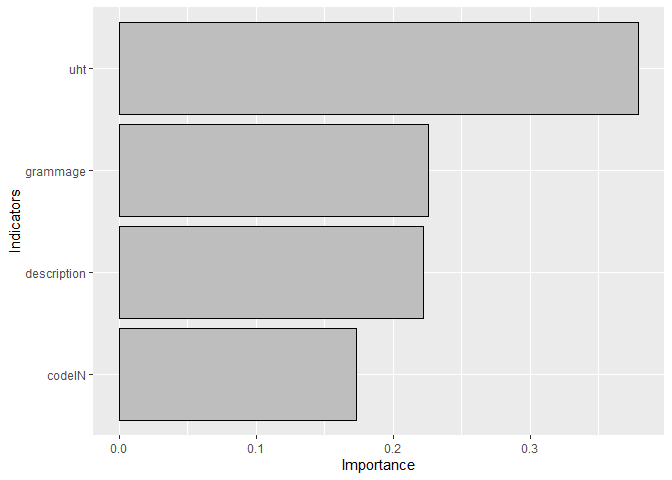 uht
grammage
description
codeIN
Indicators
0.0 0.1 0.2 0.3
Importance